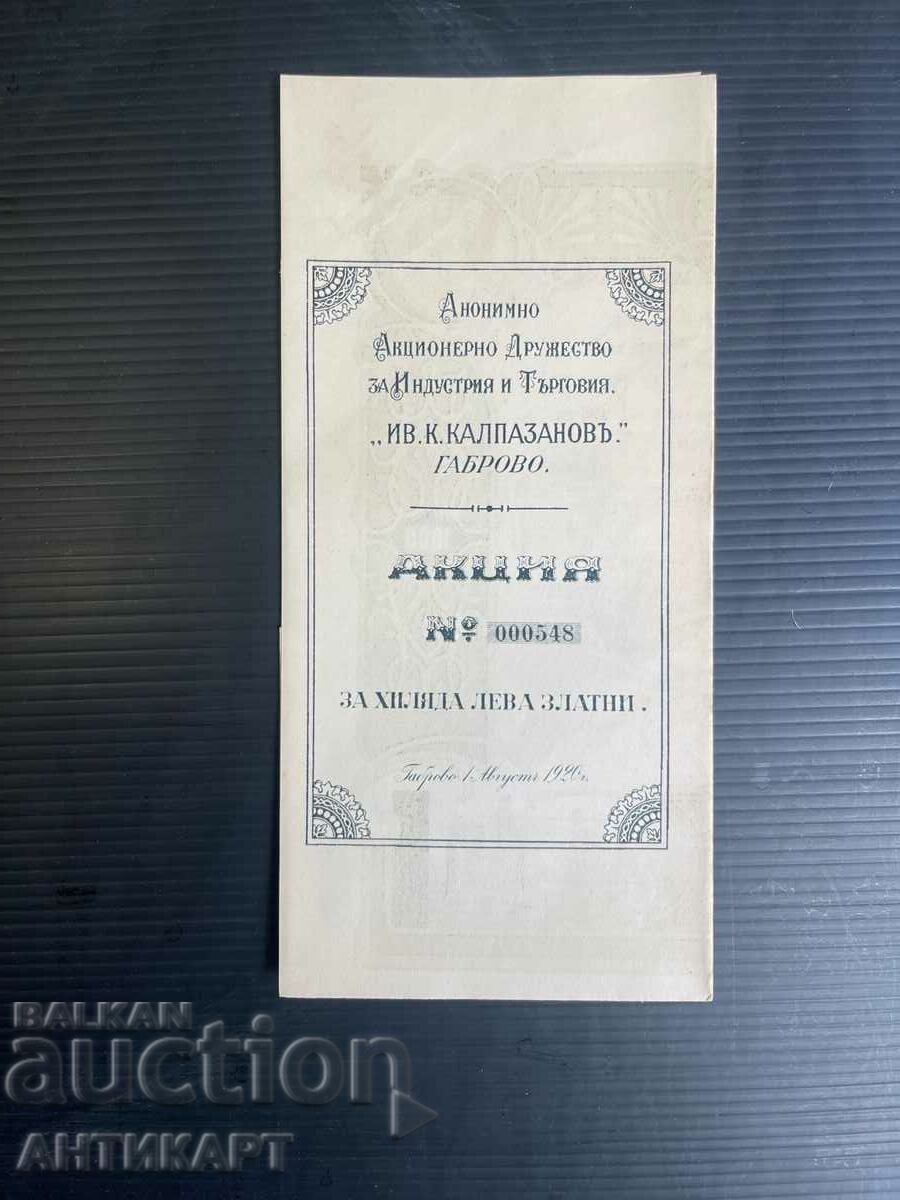 Анонимно
Акционерно Дружество
за Индустрия и Търговия.
„ИВ. К. КАЛПАЗАНОВЪ."
ГАБРОВО.
АКЦИЯ
№ 000548
ЗА ХИЛЯДА ЛЕВА ЗЛАТНИ.
Габрово 1 Августъ 1920 г.
BALKAN
auction
АНТИКАРТ